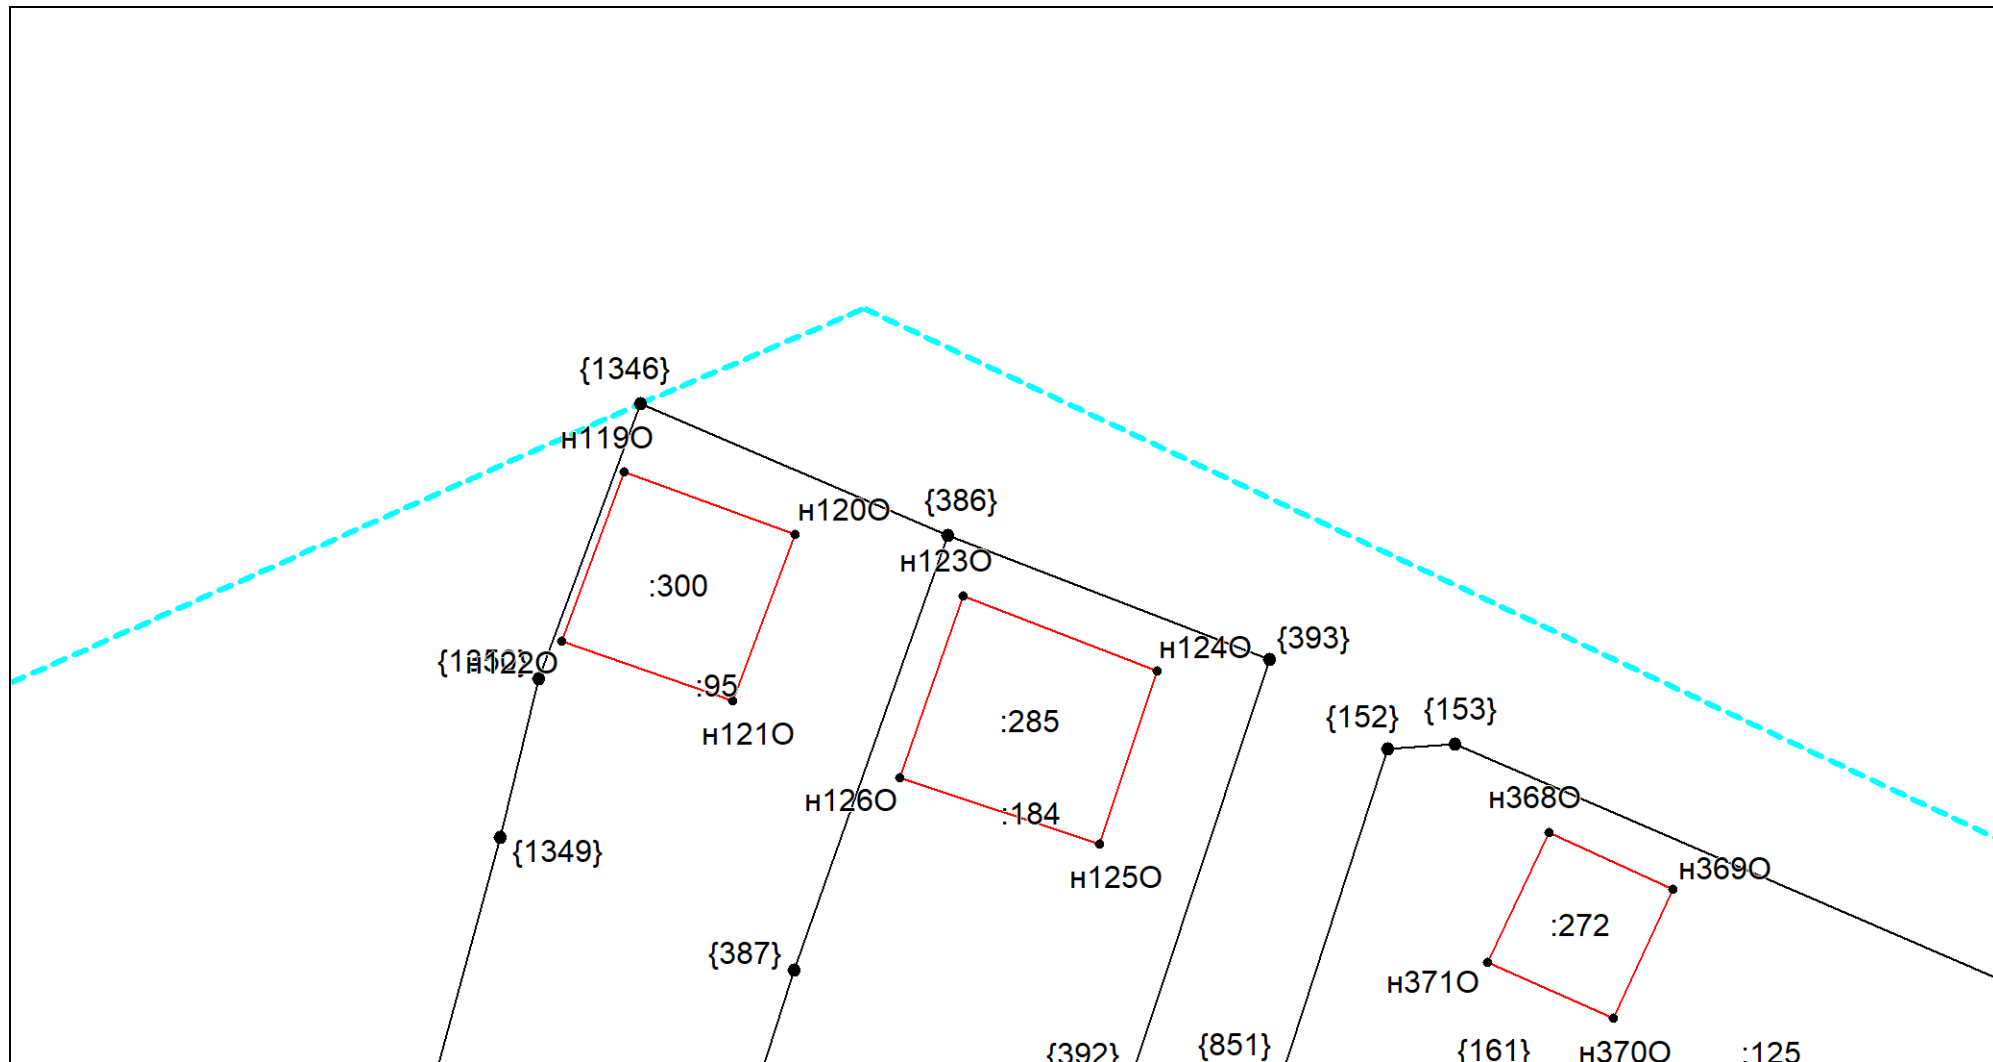 {1346}
н119О
{386}
н120О
н123О
:300
{393}
н124О
н122О
:95
{152}
{153}
:285
н121О
н126О
:184
н368О
{1349}
н369О
н125О
:272
{387}
н371О
{392}
{851}
{161}
н370О
:125